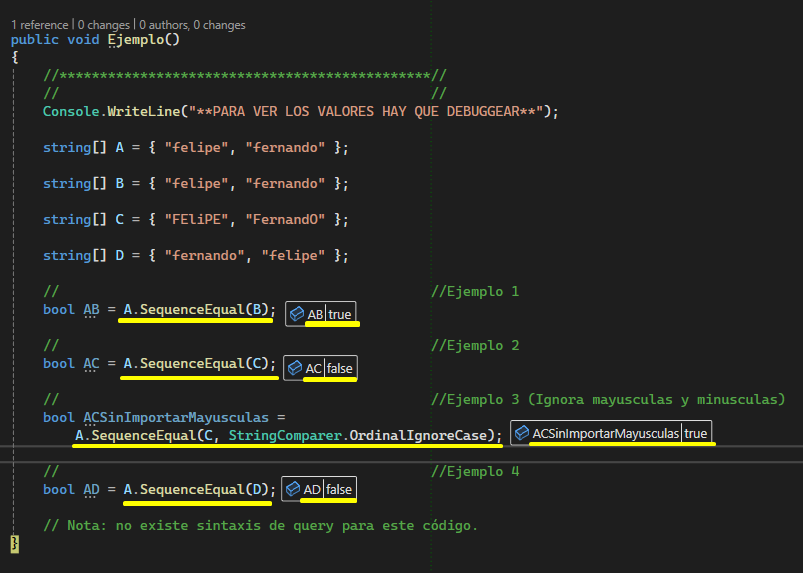 1 reference | 0 changes | 0 authors, 0 changes
public void Ejemplo()
{
//**********************************************//
// //
Console.WriteLine("**PARA VER LOS VALORES HAY QUE DEBUGGEAR**");
string[] A = { "felipe", "fernando" };
string[] B = { "felipe", "fernando" };
string[] C = { "FEliPE", "FernandO" };
string[] D = { "fernando", "felipe" };
// //Ejemplo 1
bool AB = A.SequenceEqual(B); AB true
// //Ejemplo 2
bool AC = A.SequenceEqual(C); AC false
// //Ejemplo 3 (Ignora mayusculas y minusculas)
bool ACSinImportarMayusculas =
A.SequenceEqual(C, StringComparer.OrdinalIgnoreCase); ACSinImportarMayusculas true
// //Ejemplo 4
bool AD = A.SequenceEqual(D); AD false
// Nota: no existe sintaxis de query para este código.
}